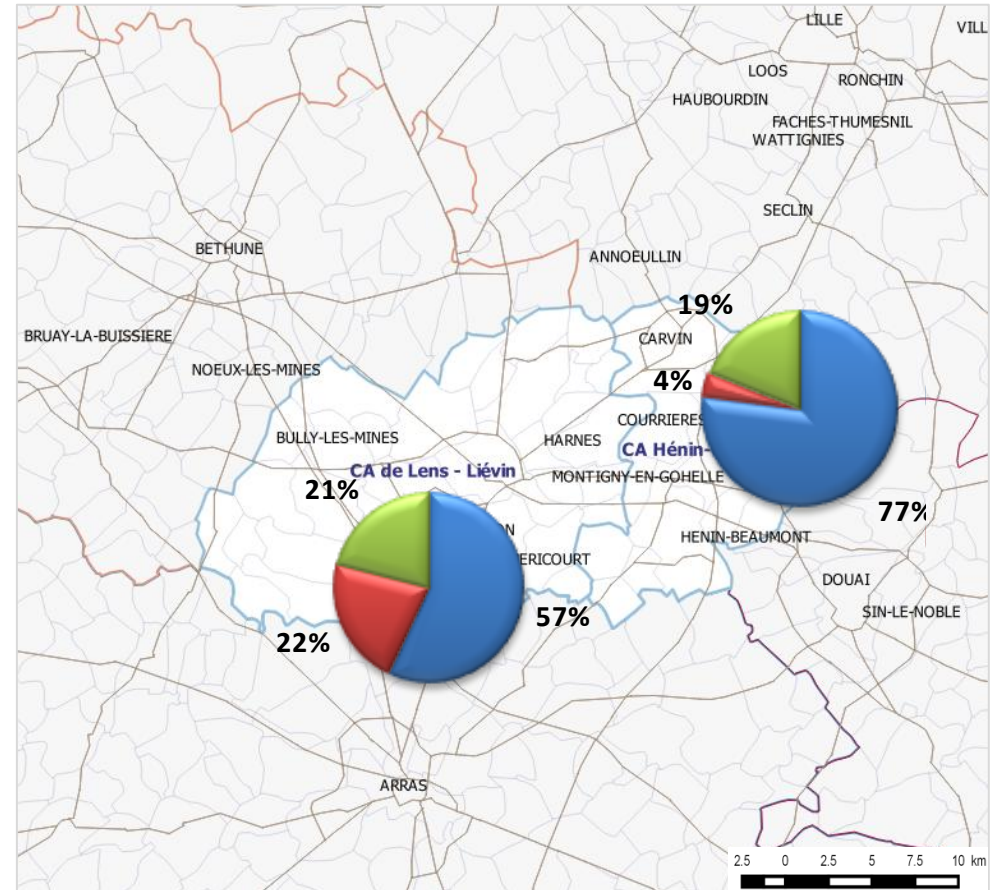 LILLE
VILL
LOOS
RONCHIN
HAUBOURDIN
FACHES-THUMESNIL
WATTIGNIES
SECLIN
BETHUNE
ANNOEULLIN
19%
BRUAY-LA-BUISSIERE
CARVIN
NOEUX-LES-MINES
4%
COURRIERES
BULLY-LES-MINES
HARNES
CA Hénin-
CA de Lens - Liévin
MONTIGNY-EN-GOHELLE
21%
77%
ON
HENIN-BEAUMONT
ERICOURT
DOUAI
SIN-LE-NOBLE
57%
22%
ARRAS
2.5 0 2.5 5 7.5 10 km